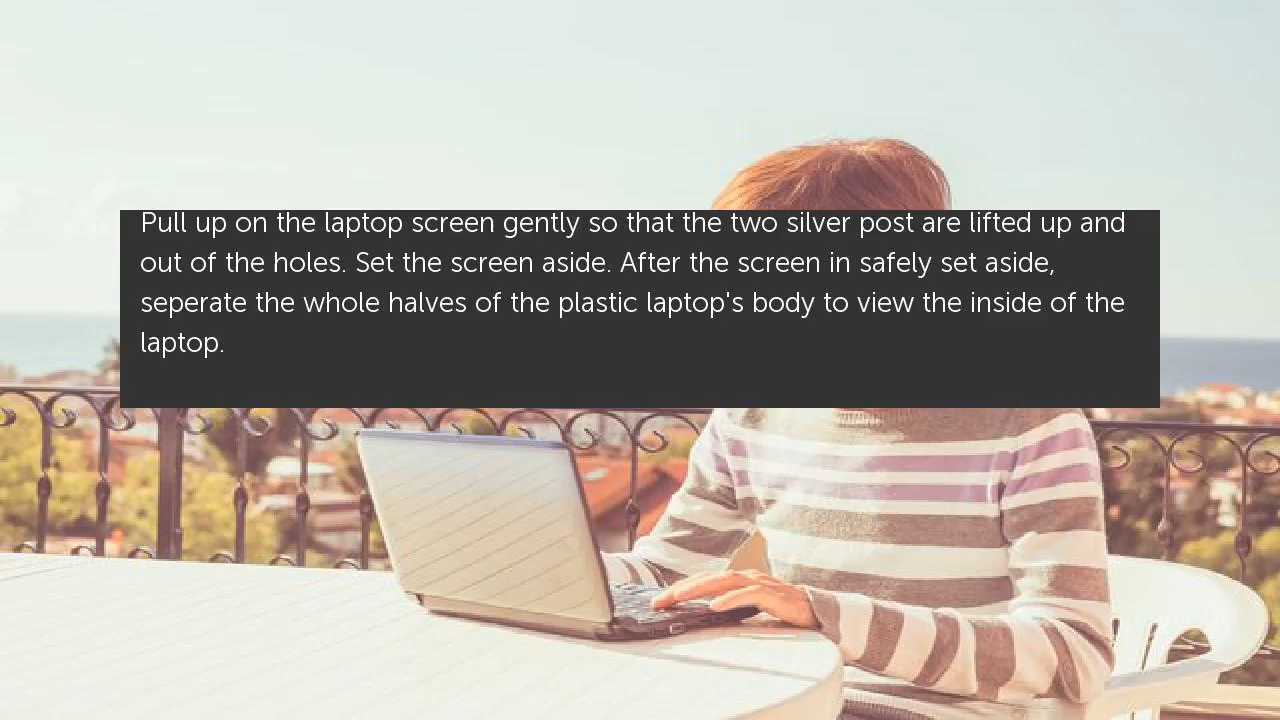 Pull up on the laptop screen gently so that the two silver post are lifted up and
out of the holes. Set the screen aside. After the screen in safely set aside,
seperate the whole halves of the plastic laptop's body to view the inside of the
laptop.